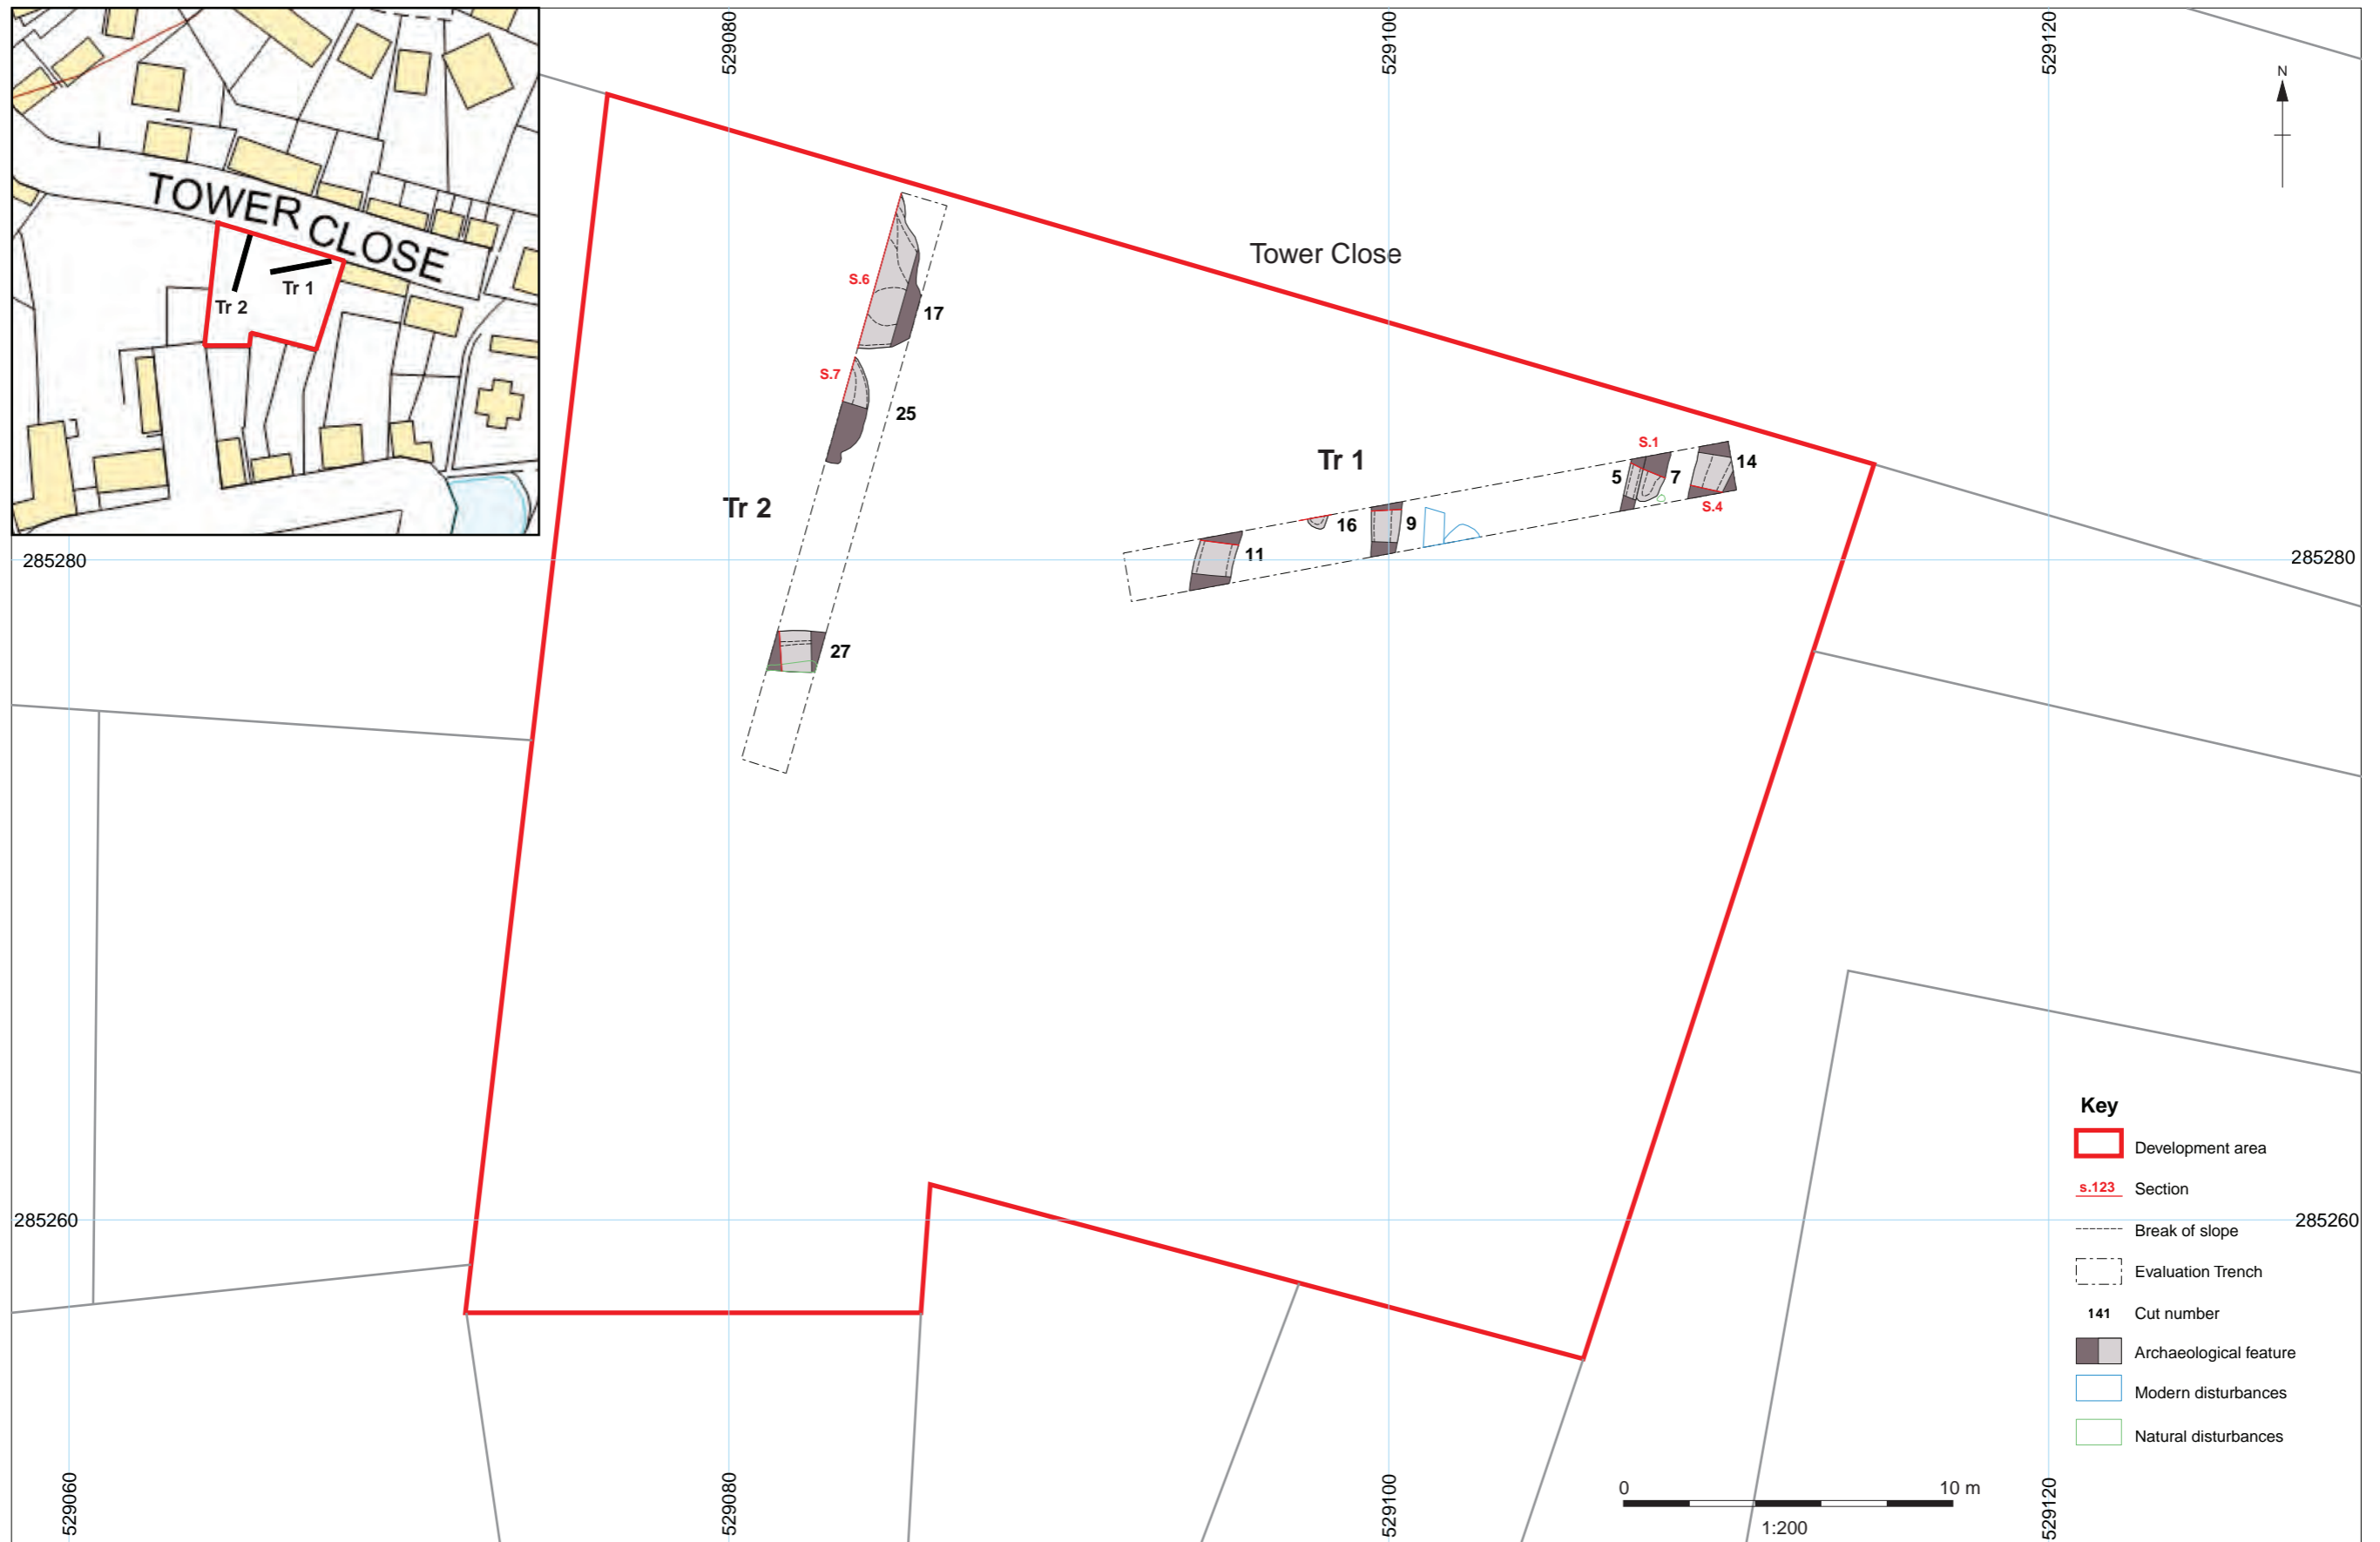 529080
529100
529120
N
TOWER CLOSE
Tr 1
Tr 2
Tower Close
S.6
17
S.7
25
Tr 1
S.1
5
7
14
S.4
Tr 2
16
9
11
285280
285280
27
Key
Development area
s.123 Section
285260
285260
Break of slope
Evaluation Trench
141 Cut number
Archaeological feature
Modern disturbances
Natural disturbances
0 10 m
1:200
529060
529080
529100
529120